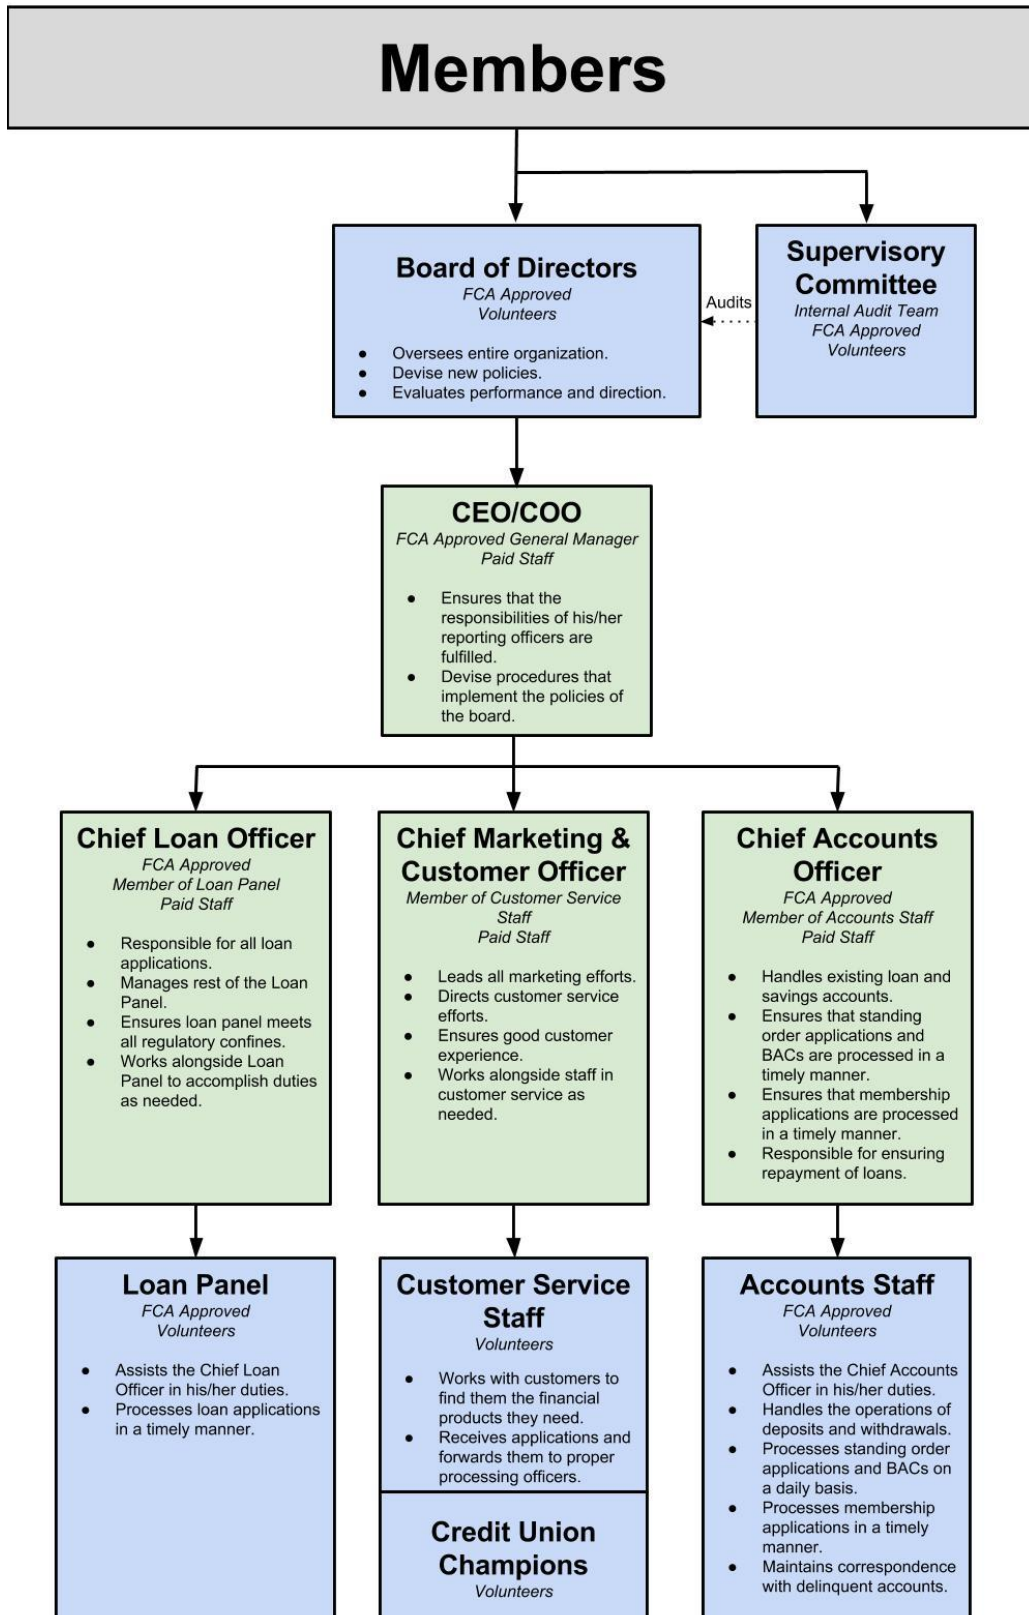 Members
Board of Directors
FCA Approved
Volunteers
● Oversees entire organization.
● Devise new policies.
● Evaluates performance and direction.
Audits
Supervisory
Committee
Internal Audit Team
FCA Approved
Volunteers
CEO/COO
FCA Approved General Manager
Paid Staff
● Ensures that the
responsibilities of his/her
reporting officers are
fulfilled.
● Devise procedures that
implement the policies of
the board.
Chief Loan Officer
FCA Approved
Member of Loan Panel
Paid Staff
● Responsible for all loan
applications.
● Manages rest of the Loan
Panel.
● Ensures loan panel meets
all regulatory confines.
● Works alongside Loan
Panel to accomplish duties
as needed.
Chief Marketing &
Customer Officer
Member of Customer Service
Staff
Paid Staff
● Leads all marketing efforts.
● Directs customer service
efforts.
● Ensures good customer
experience.
● Works alongside staff in
customer service as
needed.
Chief Accounts
Officer
FCA Approved
Member of Accounts Staff
Paid Staff
● Handles existing loan and
savings accounts.
● Ensures that standing
order applications and
BACs are processed in a
timely manner.
● Ensures that membership
applications are processed
in a timely manner.
● Responsible for ensuring
repayment of loans.
Loan Panel
FCA Approved
Volunteers
● Assists the Chief Loan
Officer in his/her duties.
● Processes loan applications
in a timely manner.
Customer Service
Staff
Volunteers
● Works with customers to
find them the financial
products they need.
● Receives applications and
forwards them to proper
processing officers.
Credit Union
Champions
Volunteers
Accounts Staff
FCA Approved
Volunteers
● Assists the Chief Accounts
Officer in his/her duties.
● Handles the operations of
deposits and withdrawals.
● Processes standing order
applications and BACs on
a daily basis.
● Processes membership
applications in a timely
manner.
● Maintains correspondence
with delinquent accounts.